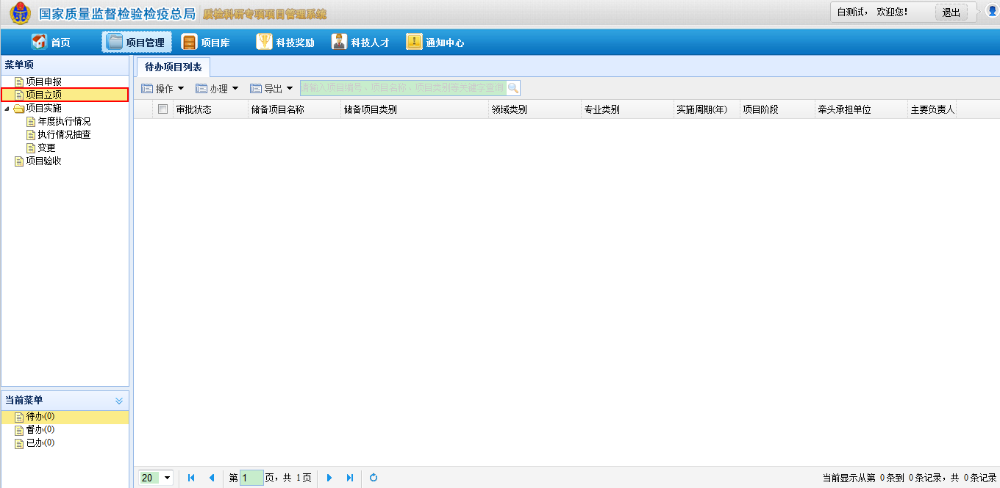 国家质量监督检验检疫总局 质检科研专项项目管理系统
白测试， 欢迎您! 退出
首页 项目管理 项目库 科技奖励 科技人才 通知中心
菜单项
项目申报
项目立项
项目实施
年度执行情况
执行情况抽查
变更
项目验收
当前菜单
待办(0)
督办(0)
已办(0)
待办项目列表
操作 办理 导出 请输入项目编号，项目名称，项目类别等关键字查询
审批状态 储备项目名称 储备项目类别 领域类别 专业类别 实施周期(年) 项目阶段 牵头承担单位 主要负责人
20 第 1 页，共 1页 当前显示从第 0条到 0条记录，共 0条记录